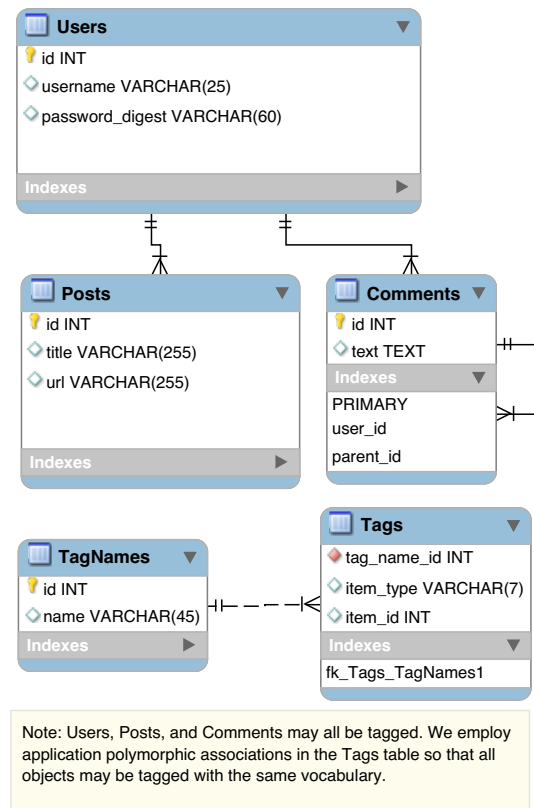 Users
id INT
username VARCHAR(25)
password_digest VARCHAR(60)
Indexes
Posts
id INT
title VARCHAR(255)
url VARCHAR(255)
Indexes
Comments
id INT
text TEXT
Indexes
PRIMARY
user_id
parent_id
TagNames
id INT
name VARCHAR(45)
Indexes
Tags
tag_name_id INT
item_type VARCHAR(7)
item_id INT
Indexes
fk_Tags_TagNames1
Note: Users, Posts, and Comments may all be tagged. We employ
application polymorphic associations in the Tags table so that all
objects may be tagged with the same vocabulary.